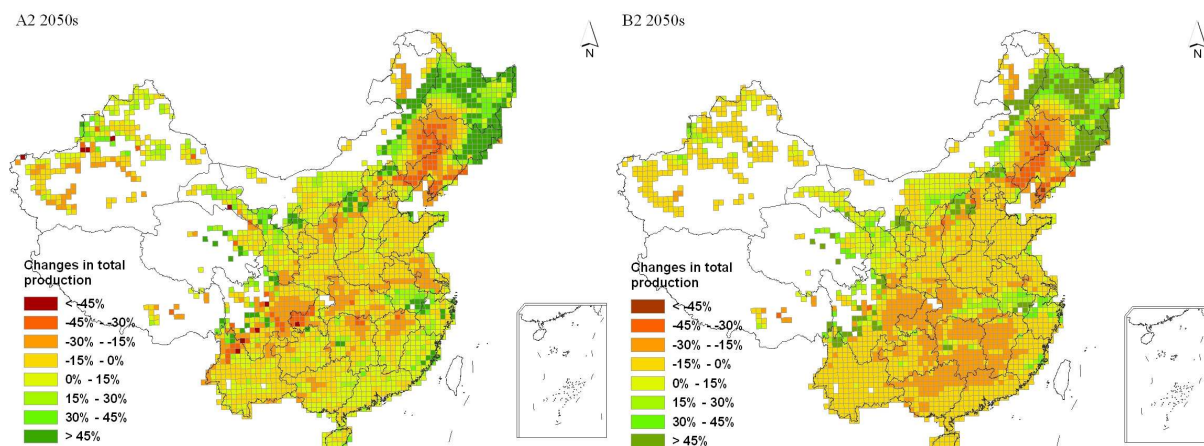 A2 2050s
N
Changes in total
production
< -45%
-45% - -30%
-30% - -15%
-15% - 0%
0% - 15%
15% - 30%
30% - 45%
> 45%
B2 2050s
N
Changes in total
production
< -45%
-45% - -30%
-30% - -15%
-15% - 0%
0% - 15%
15% - 30%
30% - 45%
> 45%